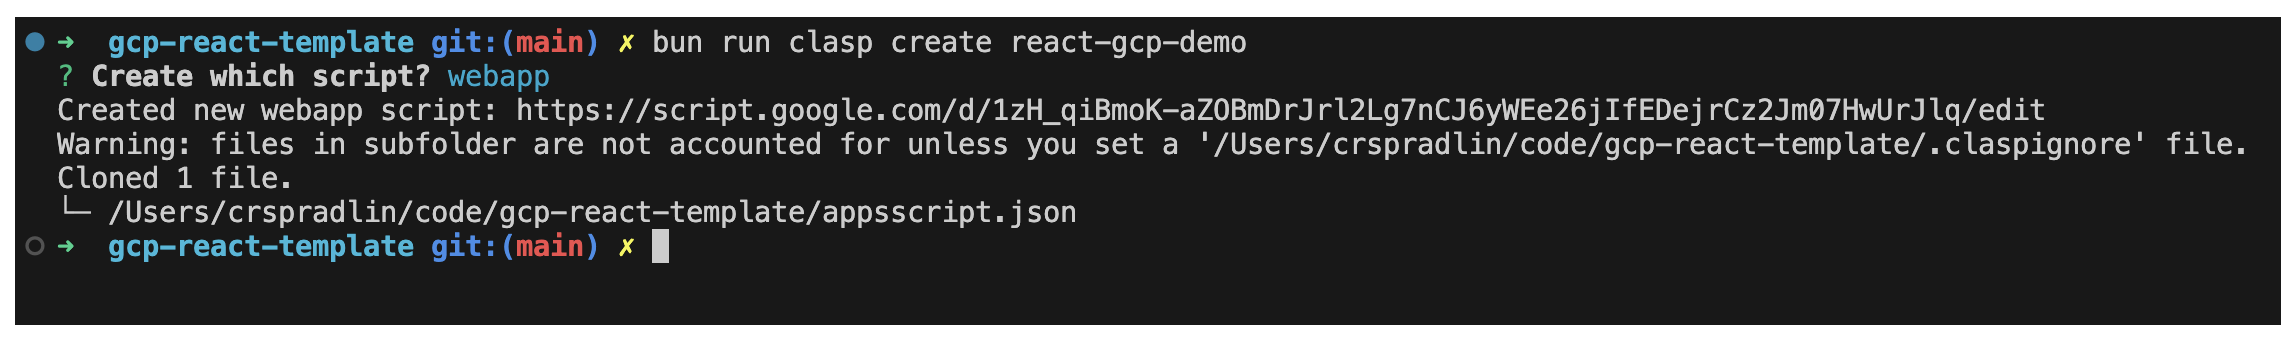 ➜ gcp-react-template git:(main) ✗ bun run clasp create react-gcp-demo
? Create which script? webapp
Created new webapp script: https://script.google.com/d/1zH_qiBmoK-aZOBmDrJrl2Lg7nCJ6yWEe26jIfEDejrCz2Jm07HwUrJlq/edit
Warning: files in subfolder are not accounted for unless you set a '/Users/crspradlin/code/gcp-react-template/.claspignore' file.
Cloned 1 file.
└─ /Users/crspradlin/code/gcp-react-template/appsscript.json
➜ gcp-react-template git:(main) ✗